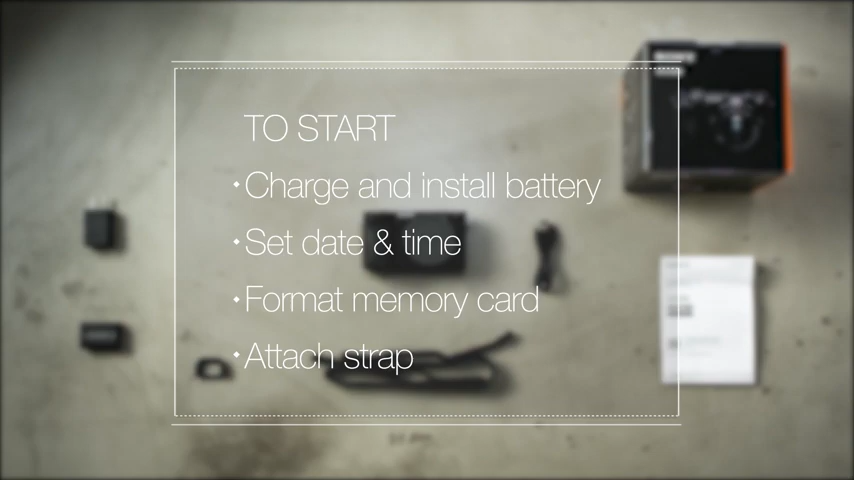 TO START
Charge and install battery
Set date & time
Format memory card
Attach strap